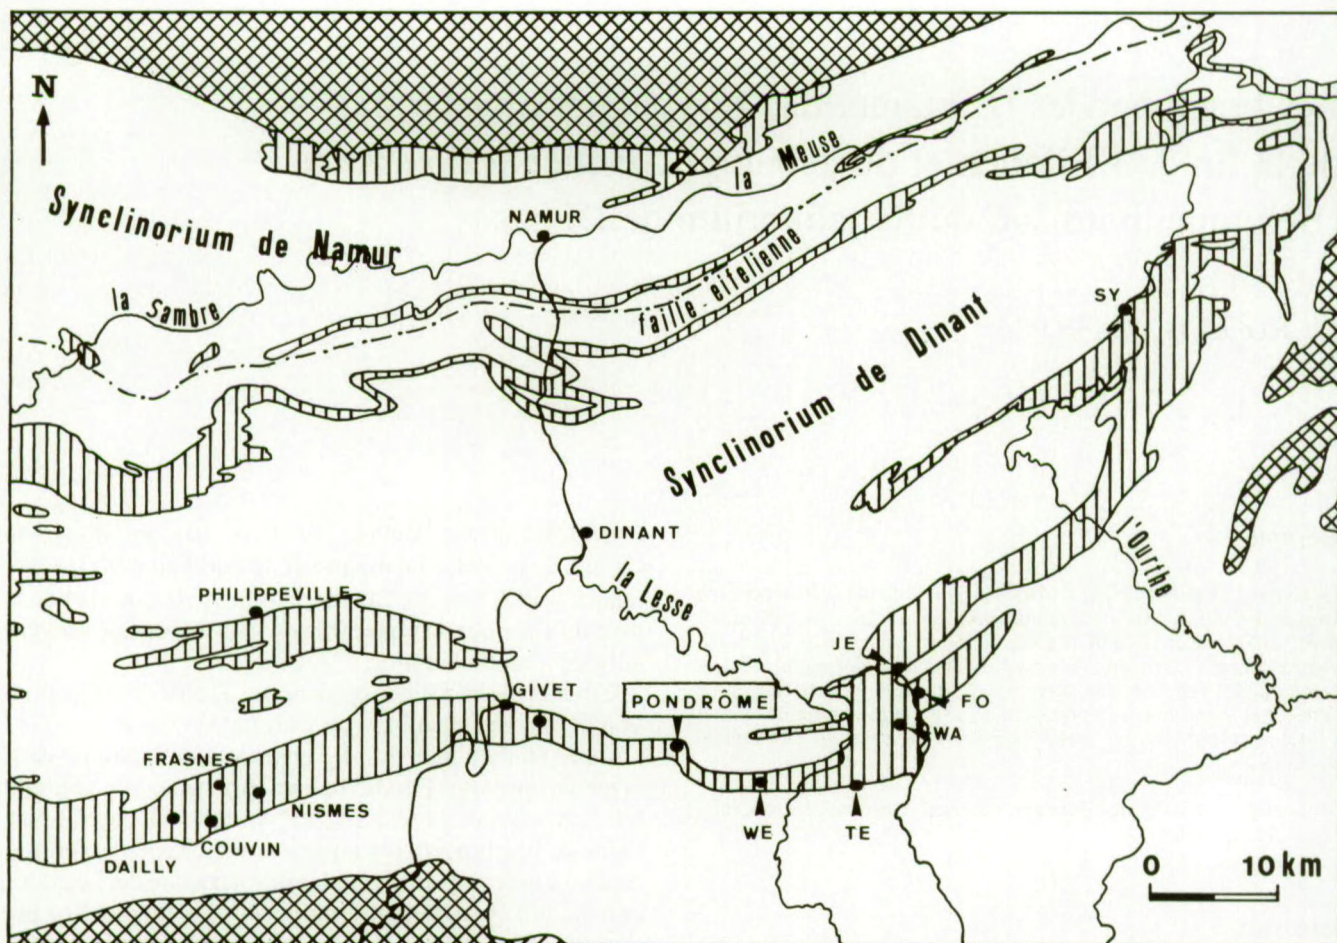 N
la Meuse
Synclinorium de Namur
NAMUR
la Sambre
faille eifelienne
SY
Synclinorium de Dinant
DINANT
la Lesse
l'Ourthe
PHILIPPEVILLE
JE
GIVET
PONDRÔME
FO
WA
FRASNES
NISMES
COUVIN
WE
TE
DAILLY
0 10 km